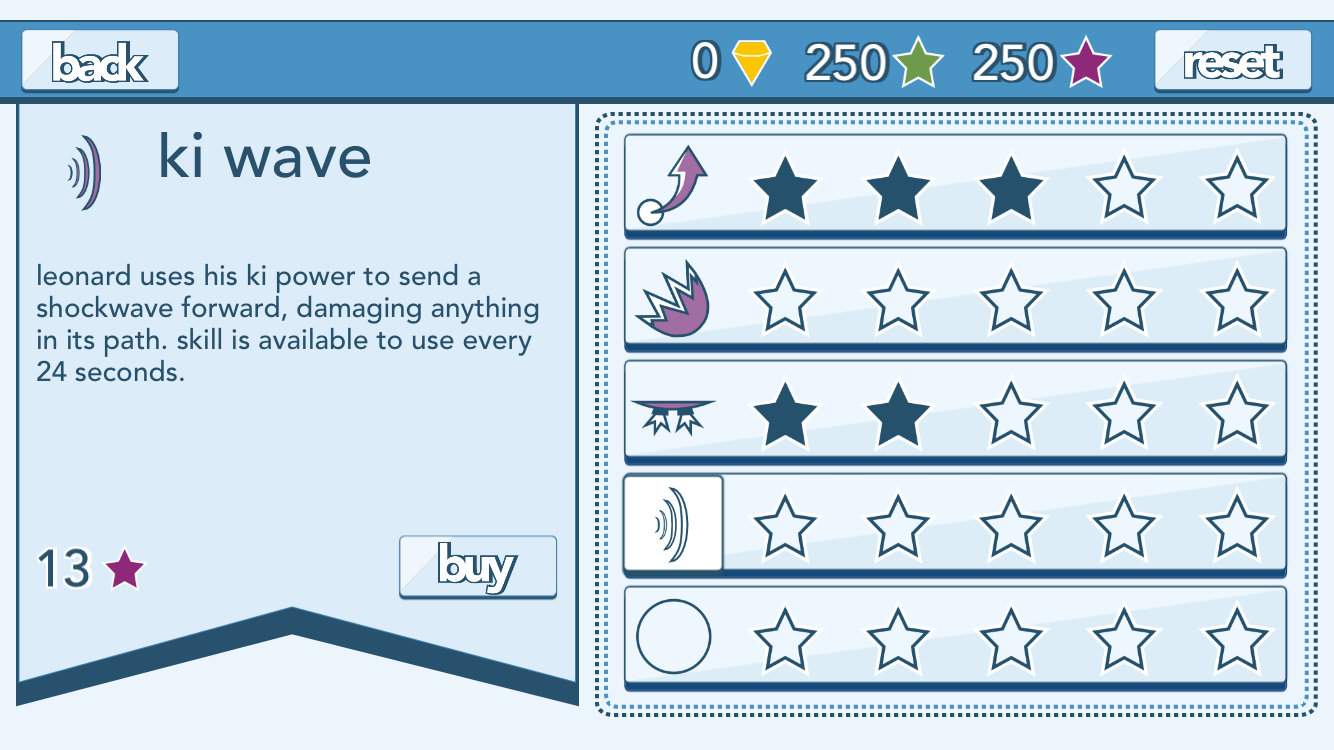 back
0
250
250
reset
ki wave
leonard uses his ki power to send a
shockwave forward, damaging anything
in its path. skill is available to use every
24 seconds.
13
buy